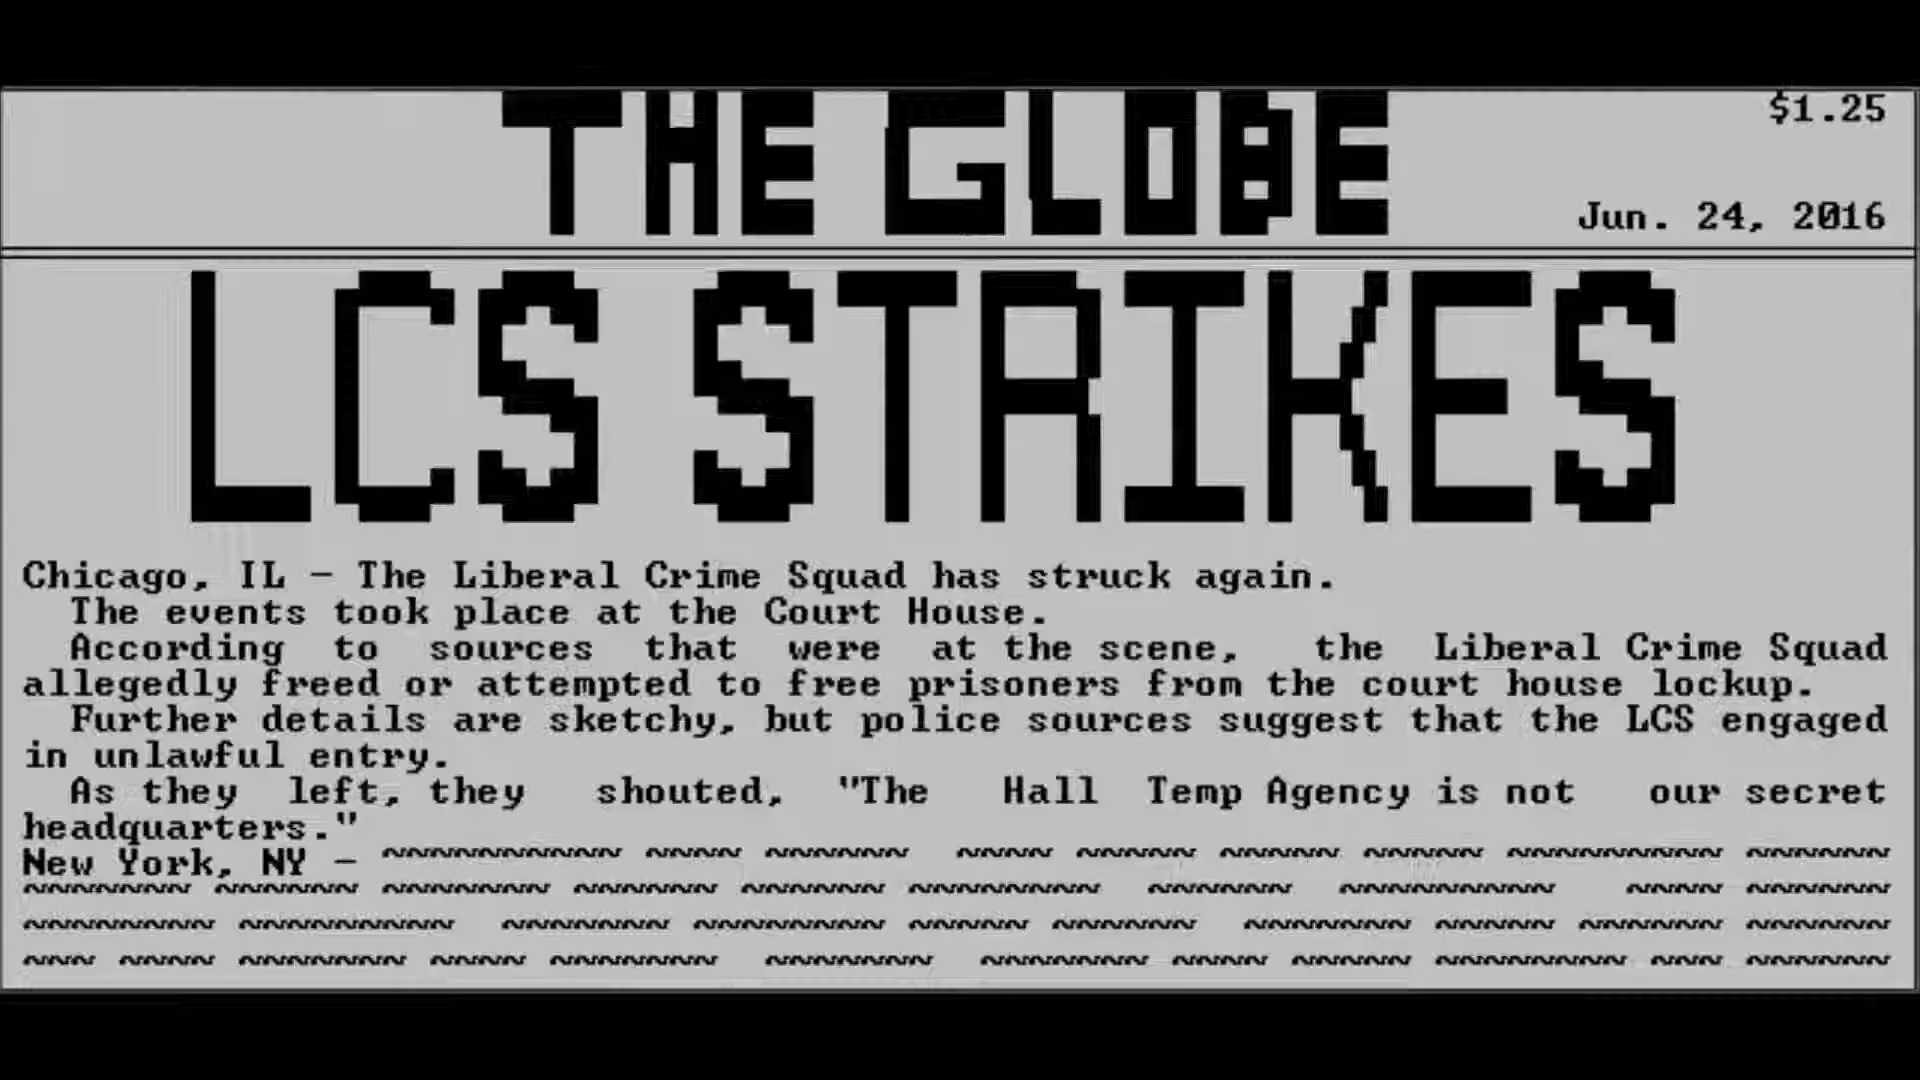 THE GLOBE
$1.25
Jun. 24, 2016
LCS STRIKES
Chicago, IL - The Liberal Crime Squad has struck again.
The events took place at the Court House.
According to sources that were at the scene, the Liberal Crime Squad
allegedly freed or attempted to free prisoners from the court house lockup.
Further details are sketchy, but police sources suggest that the LCS engaged
in unlawful entry.
As they left, they shouted, "The Hall Temp Agency is not our secret
headquarters."
New York, NY -